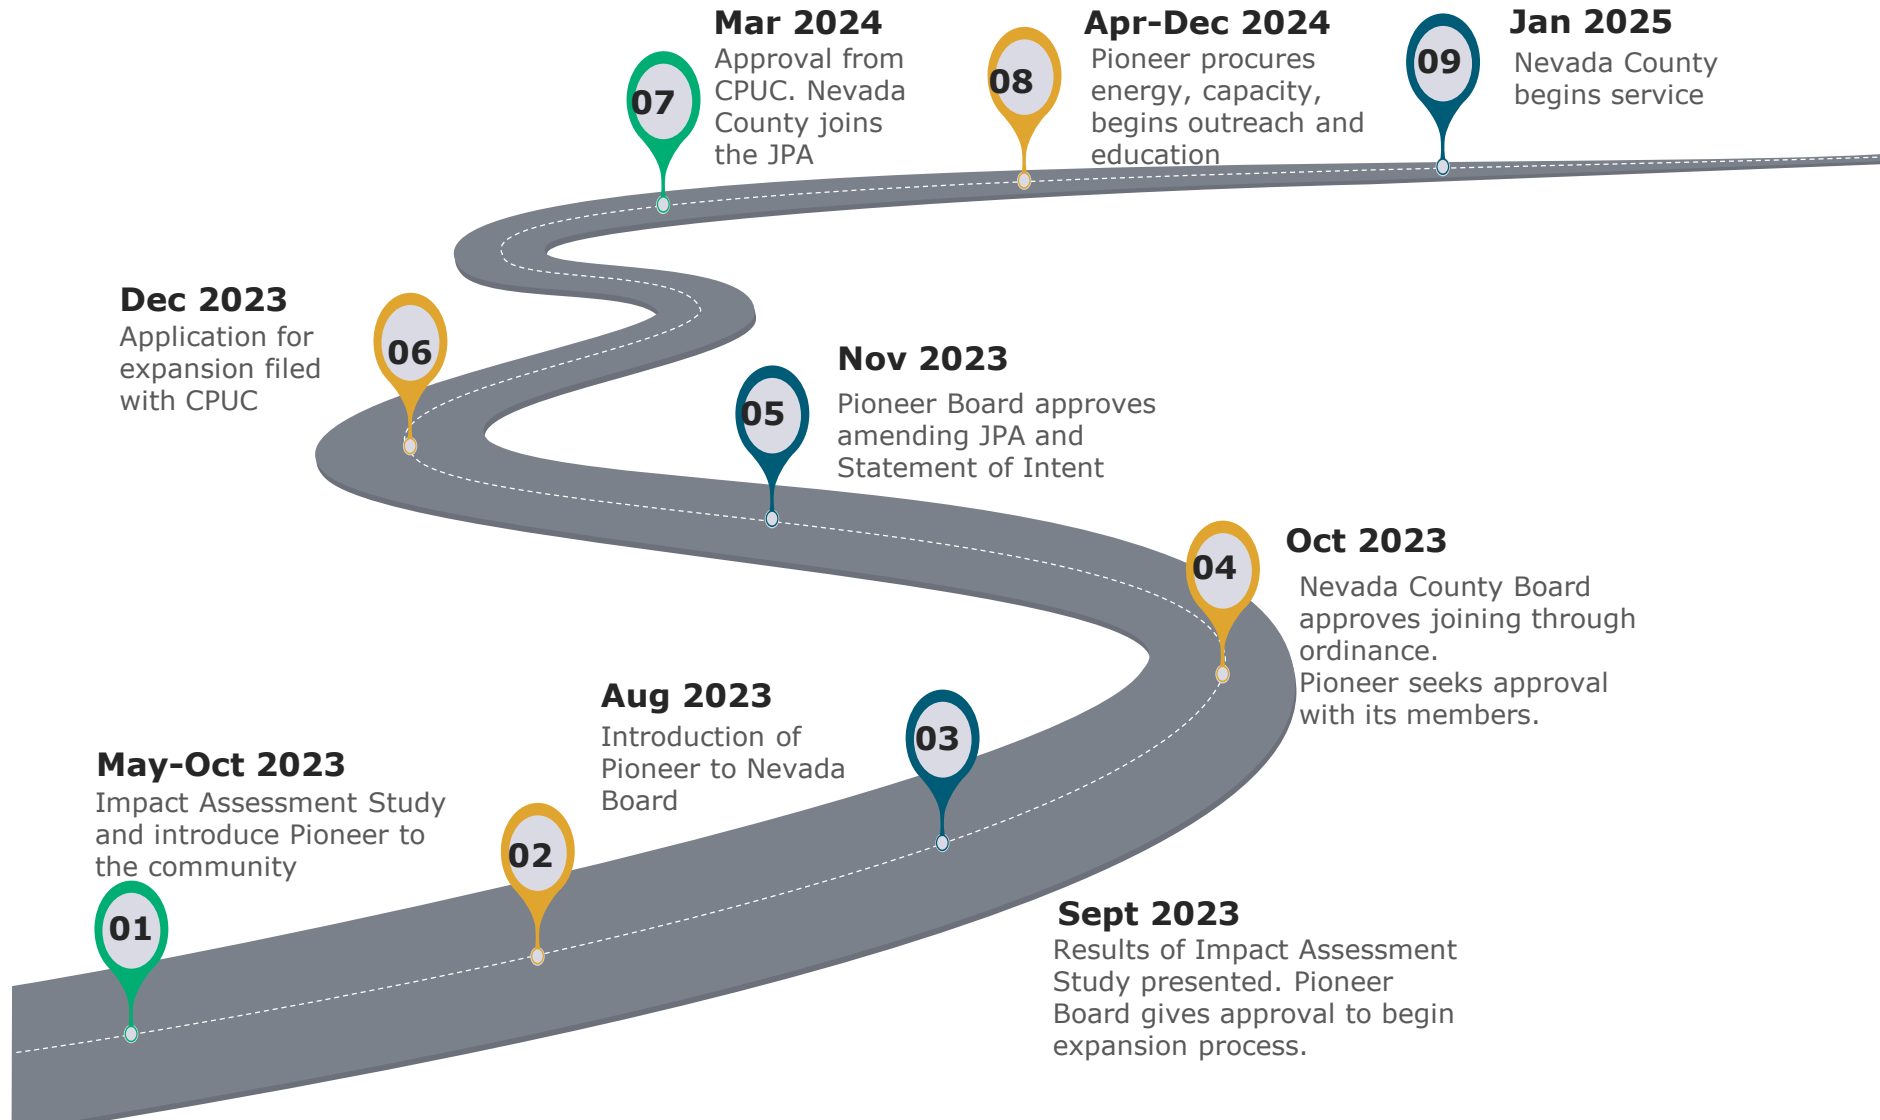 Mar 2024
Approval from
CPUC. Nevada
County joins
the JPA
07
Apr-Dec 2024
Pioneer procures
energy, capacity,
begins outreach and
education
08
Jan 2025
Nevada County
begins service
09
Dec 2023
Application for
expansion filed
with CPUC
06
Nov 2023
Pioneer Board approves
amending JPA and
Statement of Intent
05
Oct 2023
Nevada County Board
approves joining through
ordinance.
Pioneer seeks approval
with its members.
04
Aug 2023
Introduction of
Pioneer to Nevada
Board
03
May-Oct 2023
Impact Assessment Study
and introduce Pioneer to
the community
01
02
Sept 2023
Results of Impact Assessment
Study presented. Pioneer
Board gives approval to begin
expansion process.